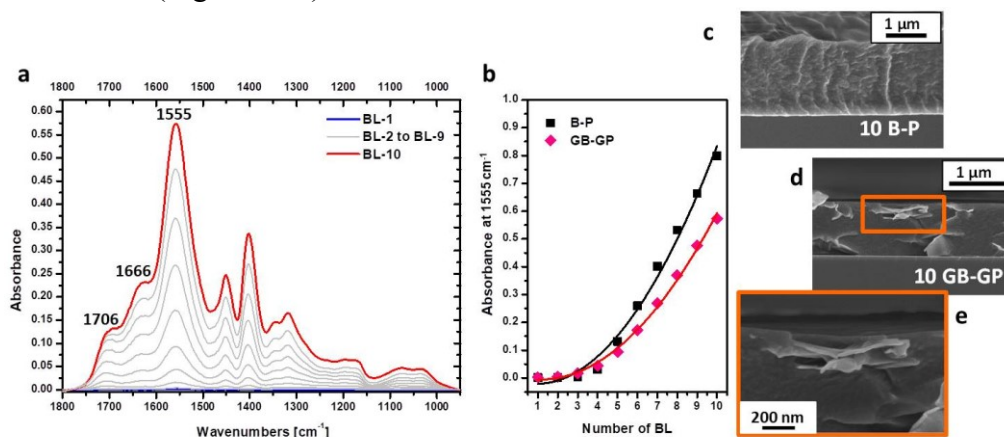 a
1800 1700 1600 1500 1400 1300 1200 1100 1000
0.60
0.55
0.50
0.45
0.40
0.35
0.30
0.25
0.20
0.15
0.10
0.05
0.00
Absorbance
1555
1666
1706
BL-1
BL-2 to BL-9
BL-10
1800 1700 1600 1500 1400 1300 1200 1100 1000
Wavenumbers [cm⁻¹]
b
1.0
0.9
0.8
0.7
0.6
0.5
0.4
0.3
0.2
0.1
0.0
Absorbance at 1555 cm⁻¹
B-P
GB-GP
1 2 3 4 5 6 7 8 9 10
Number of BL
c
1 µm
10 B-P
d
1 µm
10 GB-GP
e
200 nm